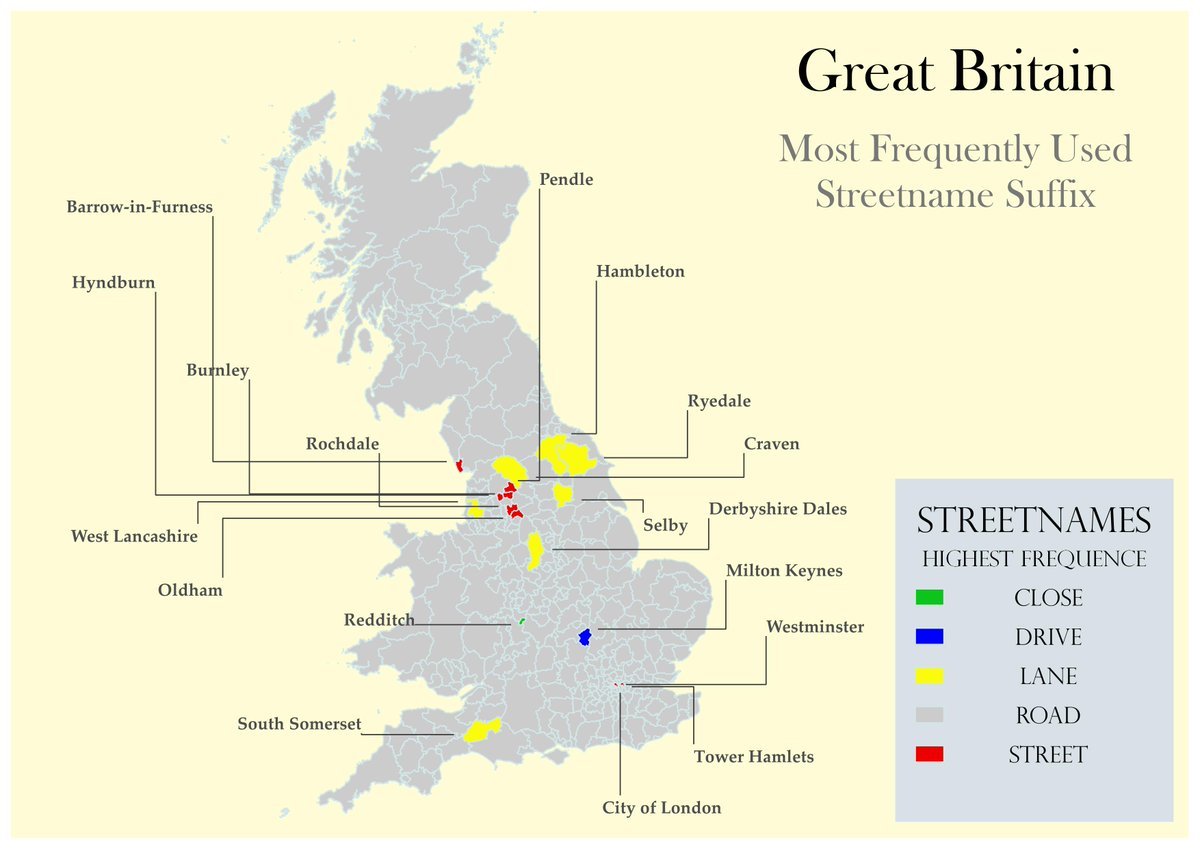 Great Britain
Most Frequently Used
Streetname Suffix
Pendle
Barrow-in-Furness
Hambleton
Hyndburn
Burnley
Ryedale
Rochdale
Craven
Derbyshire Dales
Selby
West Lancashire
Milton Keynes
Oldham
Redditch
Westminster
South Somerset
Tower Hamlets
City of London
STREETNAMES
HIGHEST FREQUENCE
CLOSE
DRIVE
LANE
ROAD
STREET